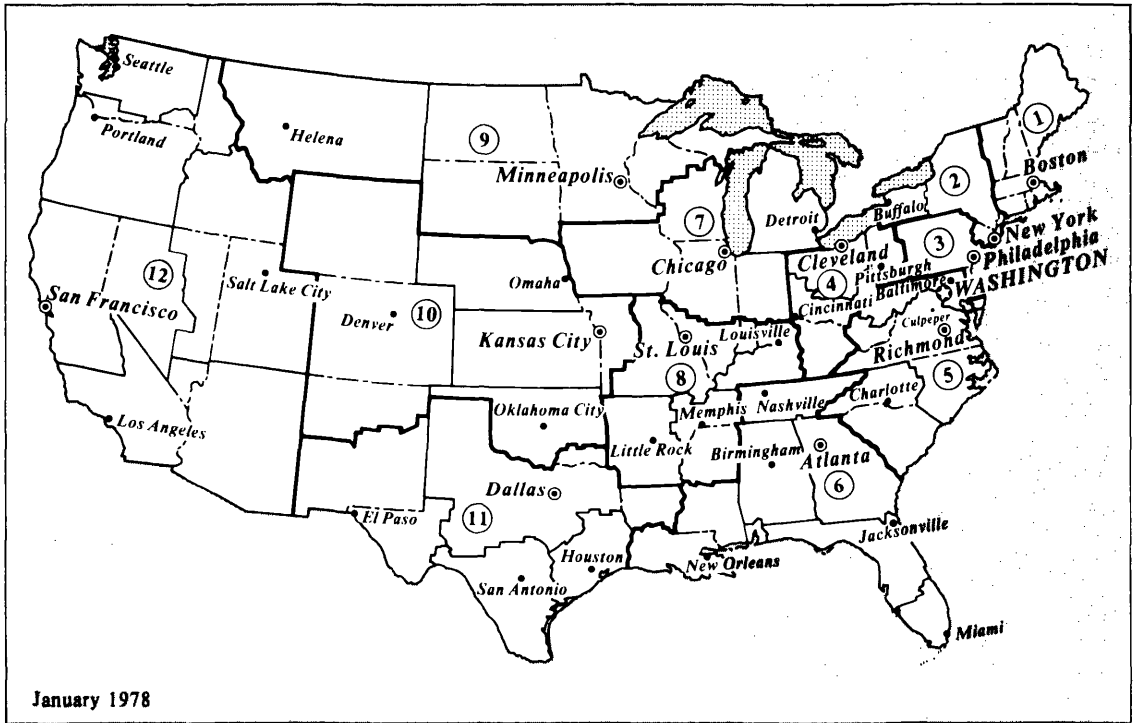 Seattle
Portland
Helena
9
Minneapolis
1
Boston
2
Buffalo
Detroit
7
New York
Cleveland
3
Philadelphia
Chicago
4
Pittsburgh
WASHINGTON
Baltimore
Cincinnati
12
Salt Lake City
Omaha
San Francisco
Denver
10
Kansas City
St. Louis
Louisville
Culpeper
Richmond
8
5
Los Angeles
Oklahoma City
Memphis
Nashville
Charlotte
Little Rock
Birmingham
Atlanta
6
Dallas
El Paso
11
Jacksonville
Houston
New Orleans
San Antonio
Miami
January 1978